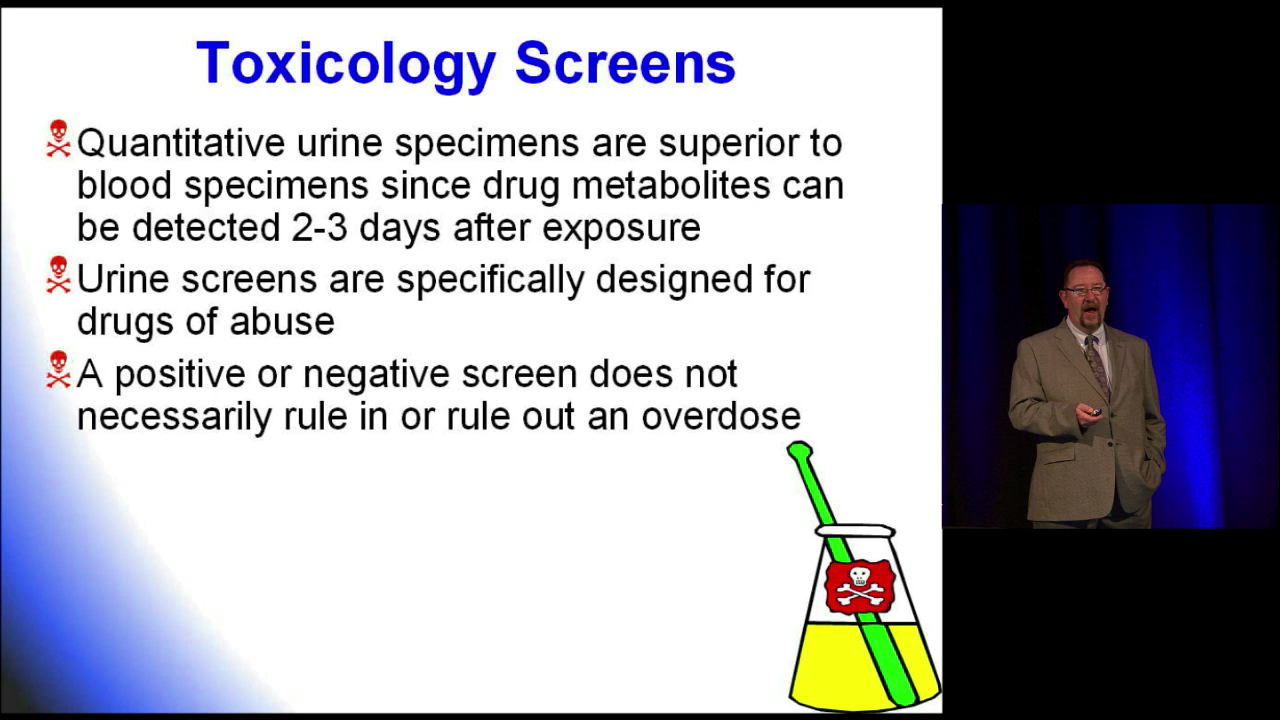 Toxicology Screens
Quantitative urine specimens are superior to
blood specimens since drug metabolites can
be detected 2-3 days after exposure
Urine screens are specifically designed for
drugs of abuse
A positive or negative screen does not
necessarily rule in or rule out an overdose